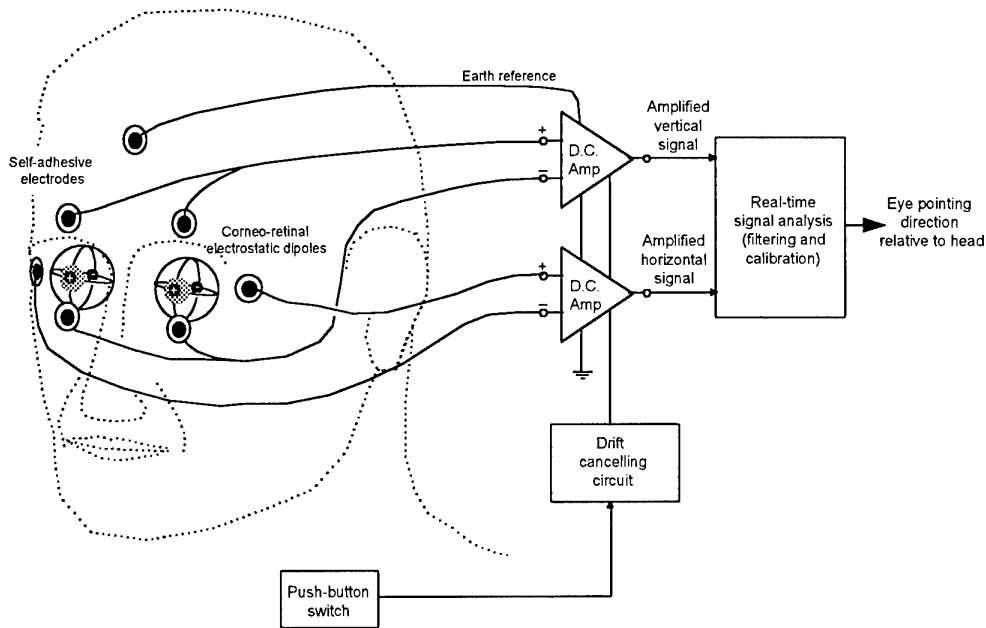 Earth reference
Self-adhesive
electrodes
Corneo-retinal
electrostatic dipoles
+
D.C.
Amp
–
Amplified
vertical
signal
+
D.C.
Amp
–
Amplified
horizontal
signal
Real-time
signal analysis
(filtering and
calibration)
Eye pointing
direction
relative to head
Drift
cancelling
circuit
Push-button
switch